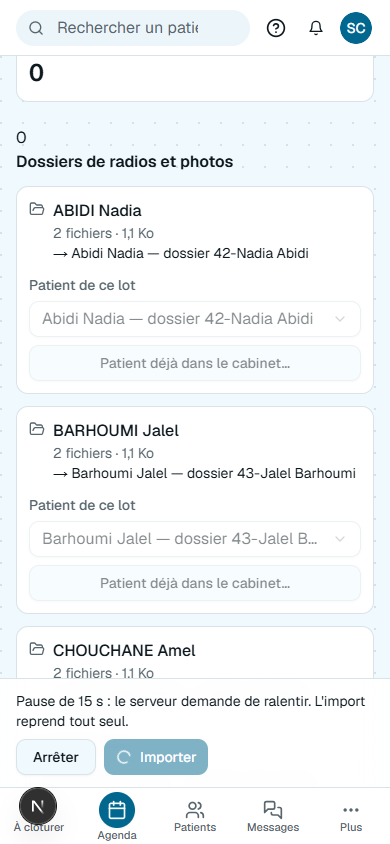 Rechercher un patie
SC
0
0
Dossiers de radios et photos
ABIDI Nadia
2 fichiers · 1,1 Ko
→ Abidi Nadia — dossier 42-Nadia Abidi
Patient de ce lot
Abidi Nadia — dossier 42-Nadia Abidi
Patient déjà dans le cabinet...
BARHOUMI Jalel
2 fichiers · 1,1 Ko
→ Barhoumi Jalel — dossier 43-Jalel Barhoumi
Patient de ce lot
Barhoumi Jalel — dossier 43-Jalel B...
Patient déjà dans le cabinet...
CHOUCHANE Amel
2 fichiers · 1,1 Ko
Pause de 15 s : le serveur demande de ralentir. L'import
reprend tout seul.
Arrêter
Importer
N
À clôturer
Agenda
Patients
Messages
Plus